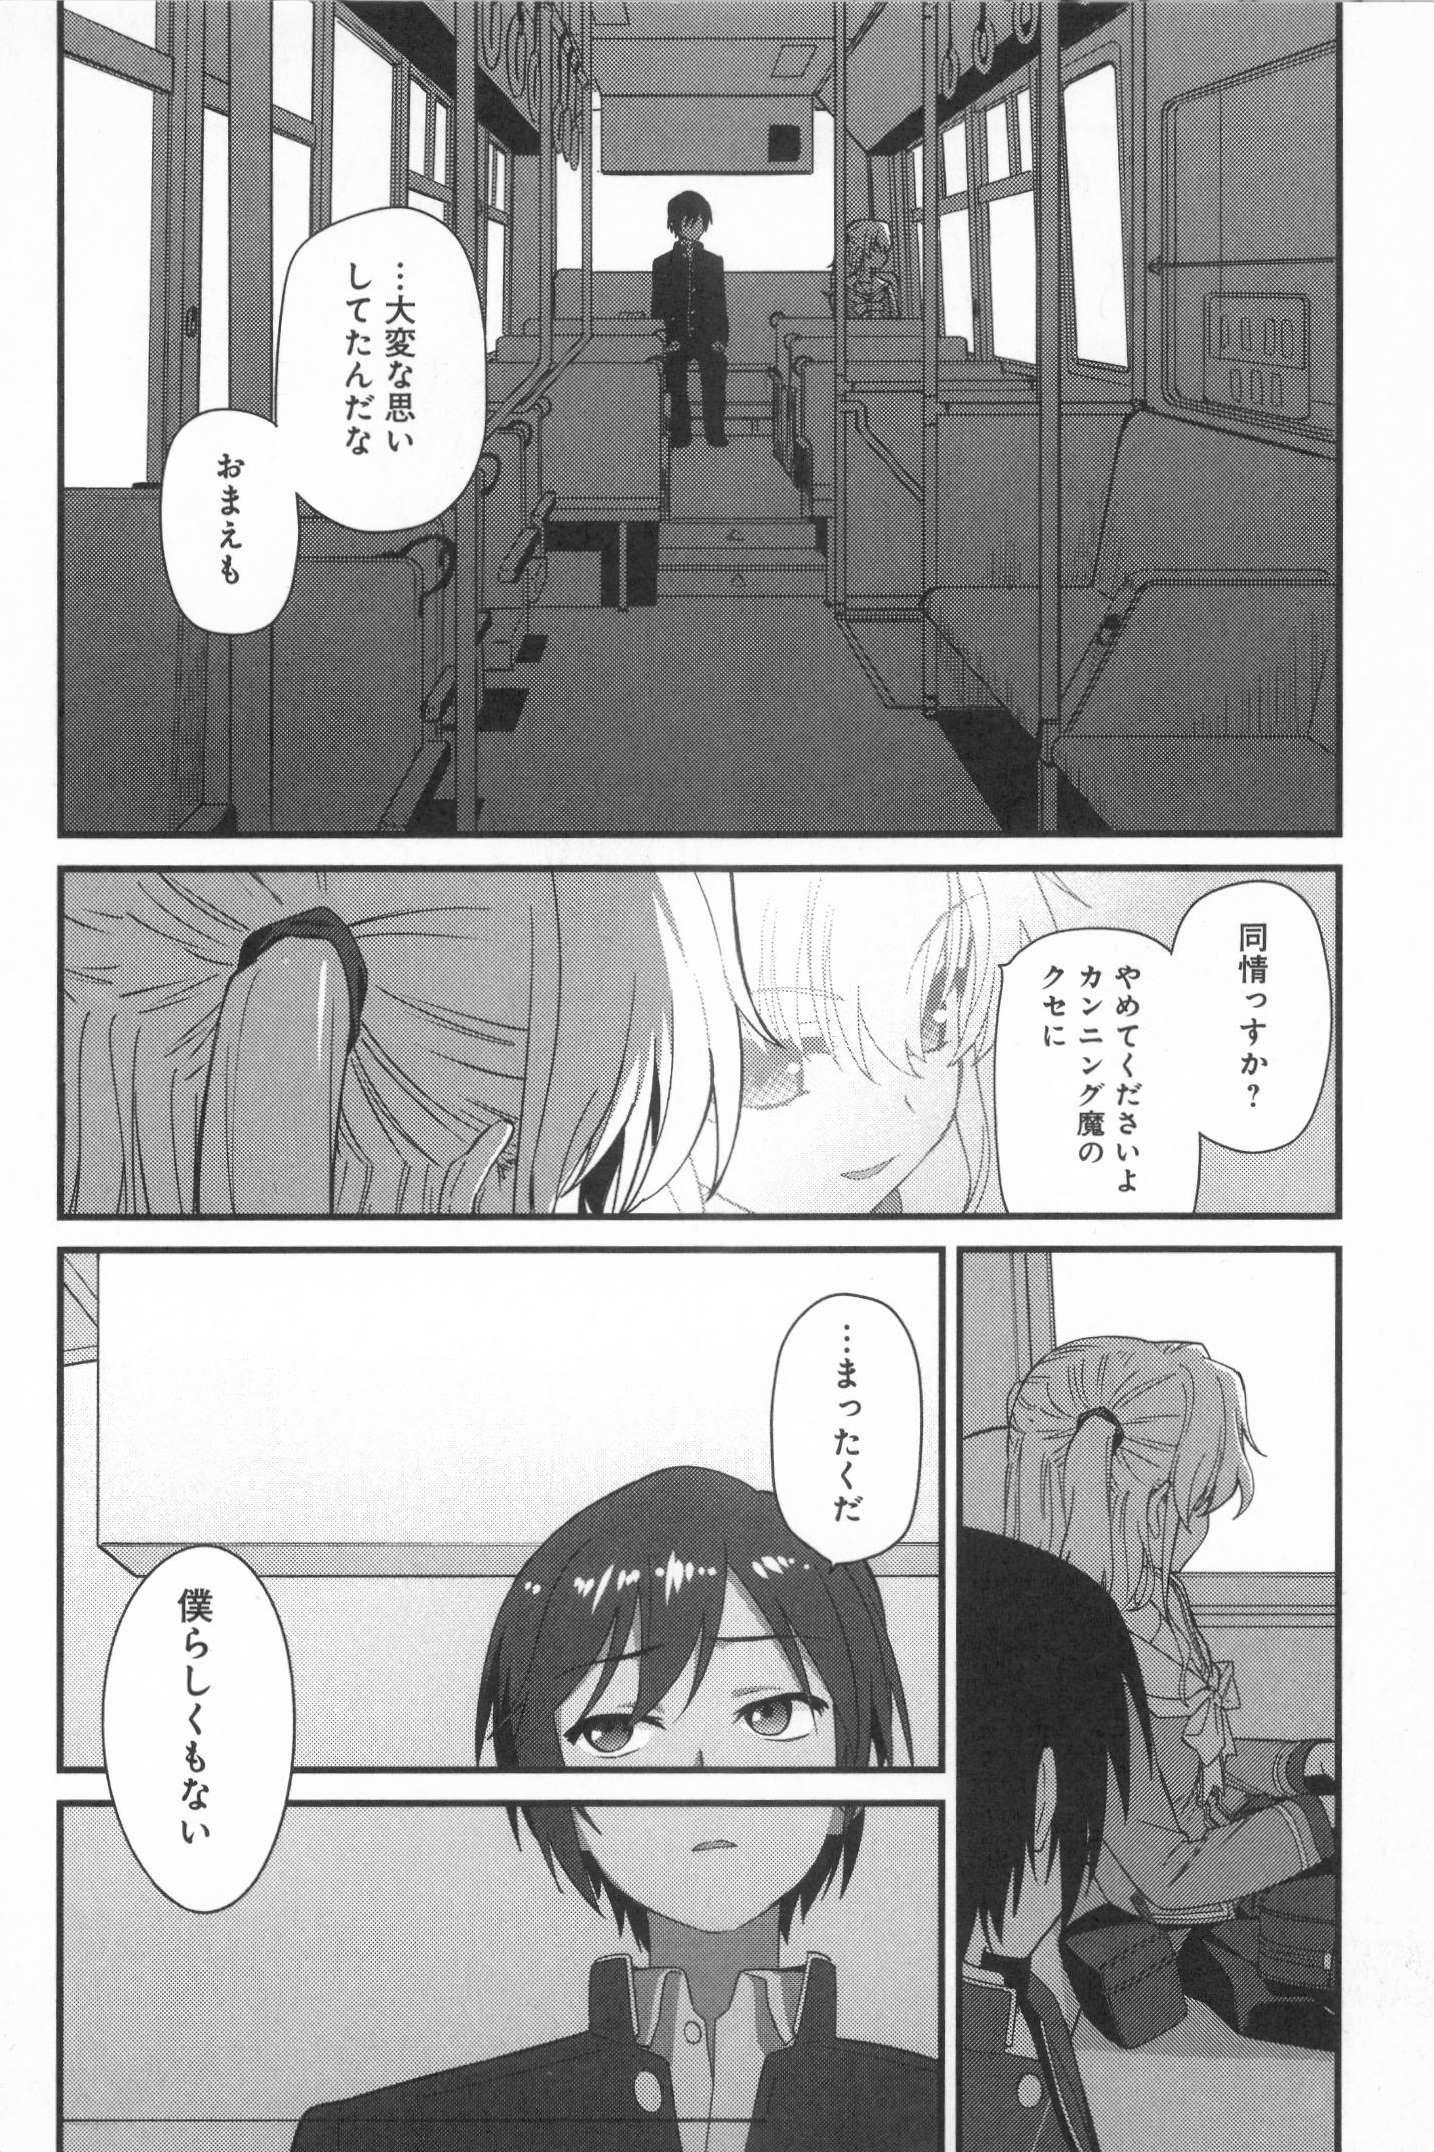 …大変な思い
してたんだな
おまえも
同情っすか?
やめてくださいよ
カンニング魔の
クセに
…まったくだ
僕らしくもない